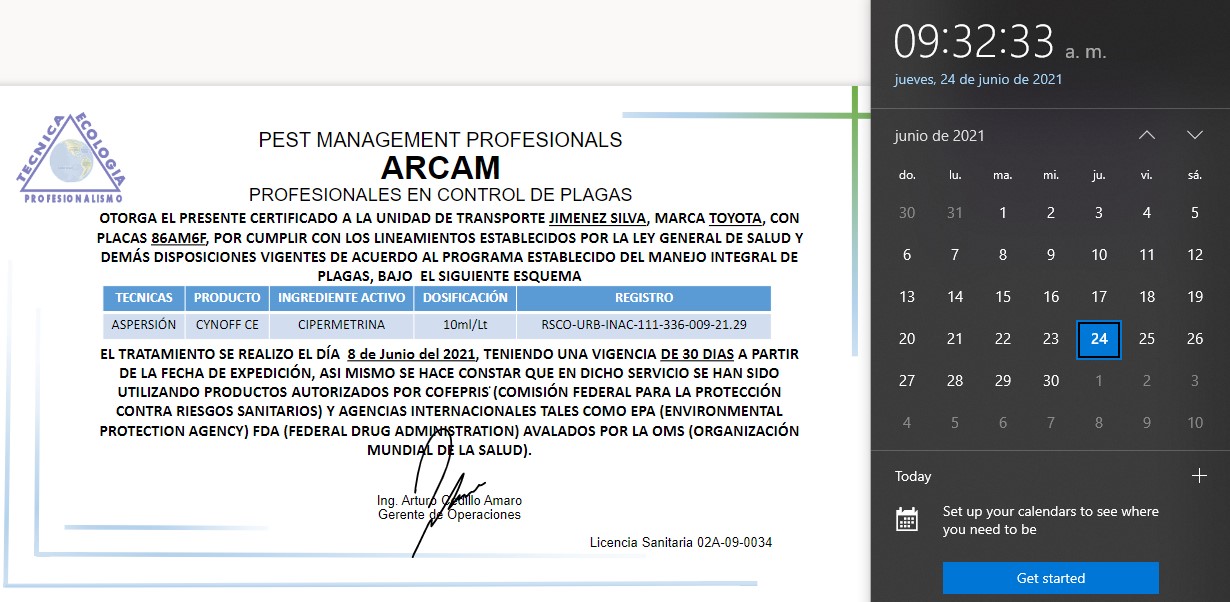 TECNICA ECOLOGIA
PROFESIONALISMO
PEST MANAGEMENT PROFESIONALS
ARCAM
PROFESIONALES EN CONTROL DE PLAGAS
OTORGA EL PRESENTE CERTIFICADO A LA UNIDAD DE TRANSPORTE JIMENEZ SILVA, MARCA TOYOTA, CON
PLACAS 86AM6F, POR CUMPLIR CON LOS LINEAMIENTOS ESTABLECIDOS POR LA LEY GENERAL DE SALUD Y
DEMÁS DISPOSICIONES VIGENTES DE ACUERDO AL PROGRAMA ESTABLECIDO DEL MANEJO INTEGRAL DE
PLAGAS, BAJO EL SIGUIENTE ESQUEMA
TECNICAS PRODUCTO INGREDIENTE ACTIVO DOSIFICACIÓN REGISTRO
ASPERSIÓN CYNOFF CE CIPERMETRINA 10ml/Lt RSCO-URB-INAC-111-336-009-21.29
EL TRATAMIENTO SE REALIZO EL DÍA 8 de Junio del 2021, TENIENDO UNA VIGENCIA DE 30 DIAS A PARTIR
DE LA FECHA DE EXPEDICIÓN, ASI MISMO SE HACE CONSTAR QUE EN DICHO SERVICIO SE HAN SIDO
UTILIZANDO PRODUCTOS AUTORIZADOS POR COFEPRIS (COMISIÓN FEDERAL PARA LA PROTECCIÓN
CONTRA RIESGOS SANITARIOS) Y AGENCIAS INTERNACIONALES TALES COMO EPA (ENVIRONMENTAL
PROTECTION AGENCY) FDA (FEDERAL DRUG ADMINISTRATION) AVALADOS POR LA OMS (ORGANIZACIÓN
MUNDIAL DE LA SALUD).
Ing. Arturo Cedillo Amaro
Gerente de Operaciones
Licencia Sanitaria 02A-09-0034
09:32:33 a. m.
jueves, 24 de junio de 2021
junio de 2021
do. lu. ma. mi. ju. vi. sá.
30 31 1 2 3 4 5
6 7 8 9 10 11 12
13 14 15 16 17 18 19
20 21 22 23 24 25 26
27 28 29 30 1 2 3
4 5 6 7 8 9 10
Today
Set up your calendars to see where
you need to be
Get started